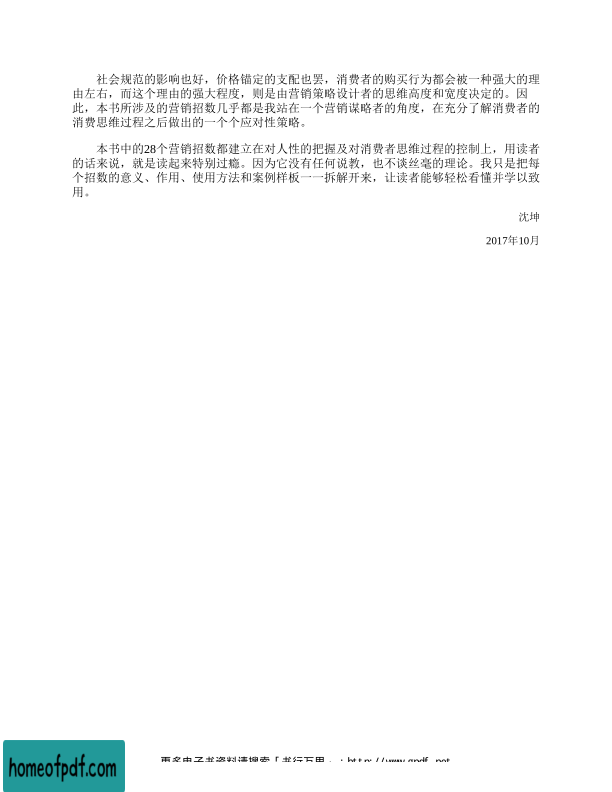 社会规范的影响也好，价格锚定的支配也罢，消费者的购买行为都会被一种强大的理
由左右，而这个理由的强大程度，则是由营销策略设计者的思维高度和宽度决定的。因
此，本书所涉及的营销招数几乎都是我站在一个营销谋略者的角度，在充分了解消费者的
消费思维过程之后做出的一个个应对性策略。
本书中的28个营销招数都建立在对人性的把握及对消费者思维过程的控制上，用读者
的话来说，就是读起来特别过瘾。因为它没有任何说教，也不谈丝毫的理论。我只是把每
个招数的意义、作用、使用方法和案例样板一一拆解开来，让读者能够轻松看懂并学以致
用。
沈坤
2017年10月
更多电子书资料请搜索「书行万里
homeofpdf.com